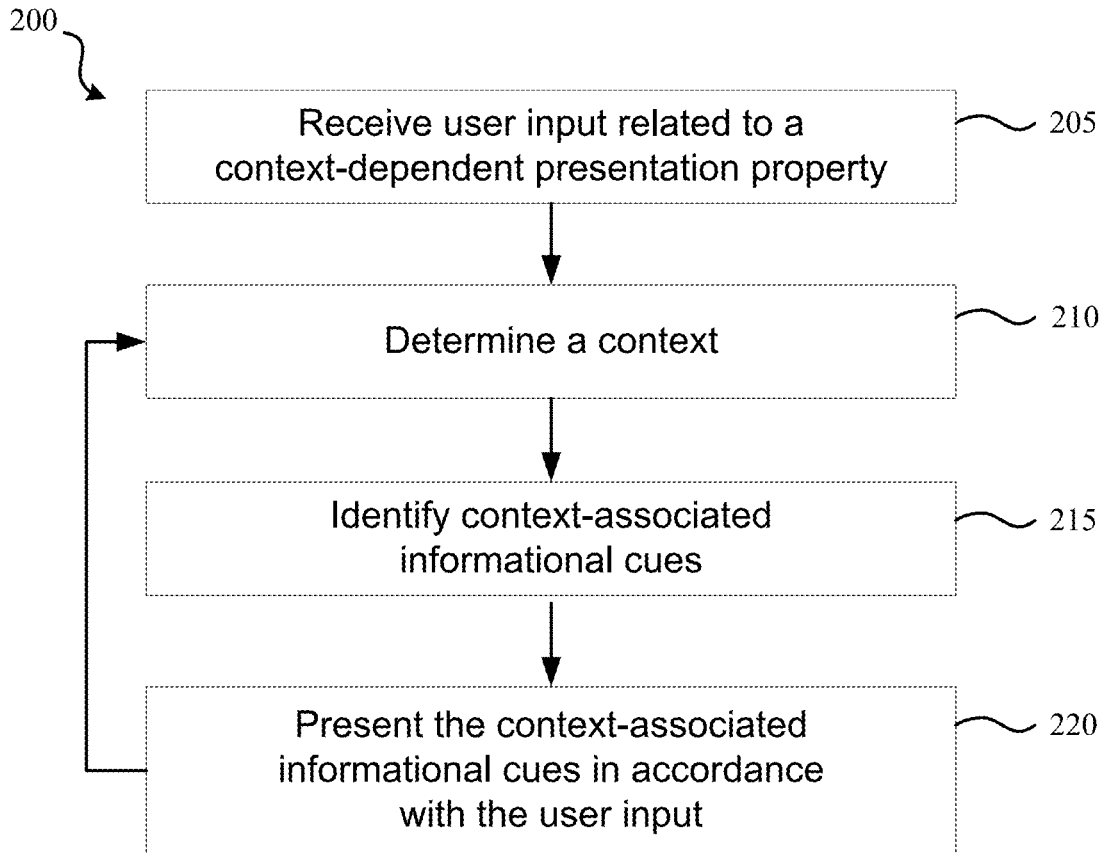 200
Receive user input related to a
context-dependent presentation property
205
Determine a context
210
Identify context-associated
informational cues
215
Present the context-associated
informational cues in accordance
with the user input
220